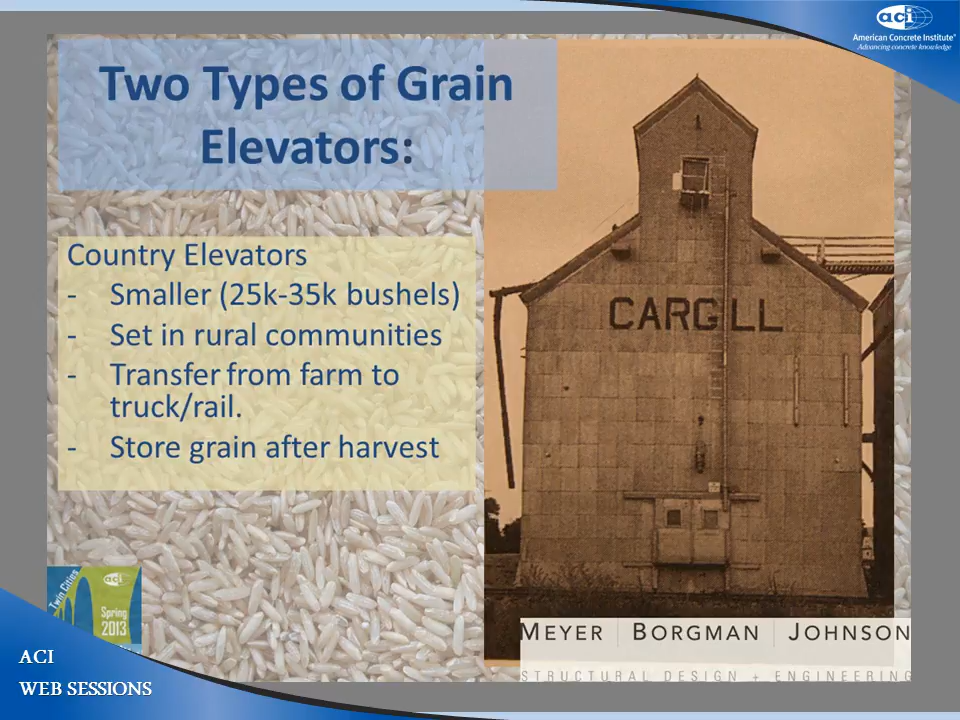 aci
American Concrete Institute®
Advancing concrete knowledge
Two Types of Grain
Elevators:
Country Elevators
- Smaller (25k-35k bushels)
- Set in rural communities
- Transfer from farm to
truck/rail.
- Store grain after harvest
CARGILL
Twin Cities
aci
Spring
2013
MEYER | BORGMAN | JOHNSON
STRUCTURAL DESIGN + ENGINEERING
ACI
WEB SESSIONS